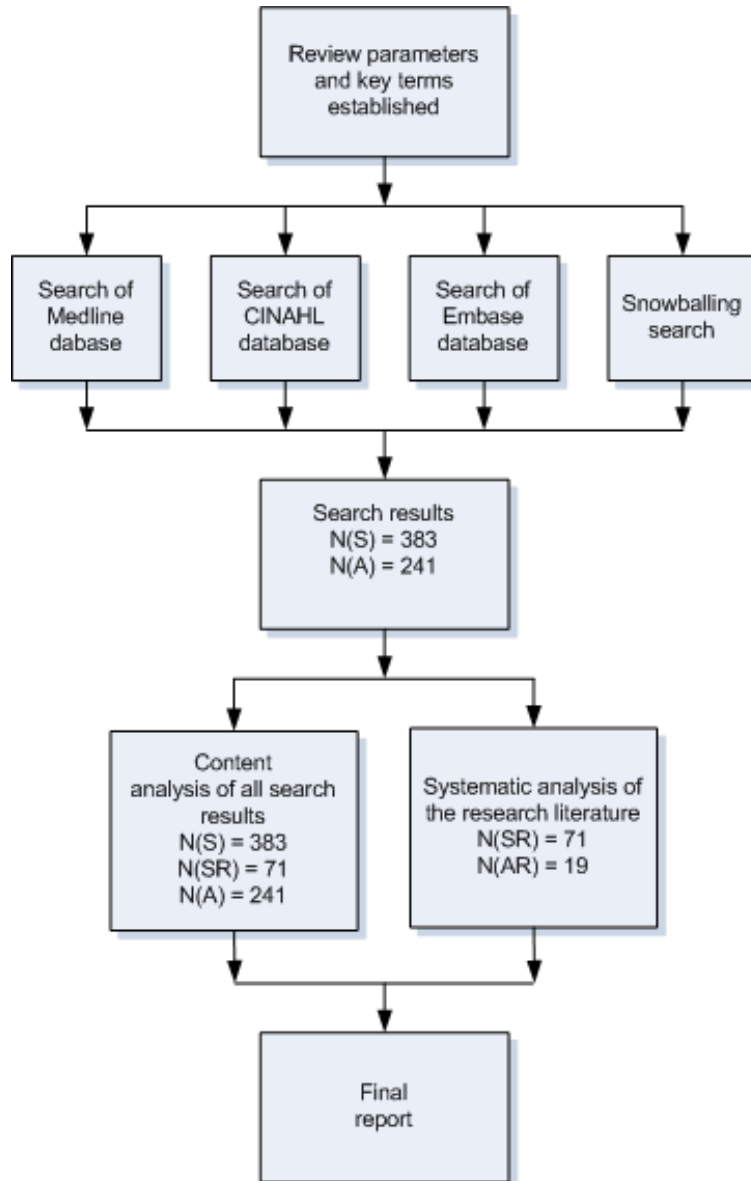 Review parameters
and key terms
established
Search of
Medline
dabase
Search of
CINAHL
database
Search of
Embase
database
Snowballing
search
Search results
N(S) = 383
N(A) = 241
Content
analysis of all search
results
N(S) = 383
N(SR) = 71
N(A) = 241
Systematic analysis of
the research literature
N(SR) = 71
N(AR) = 19
Final
report